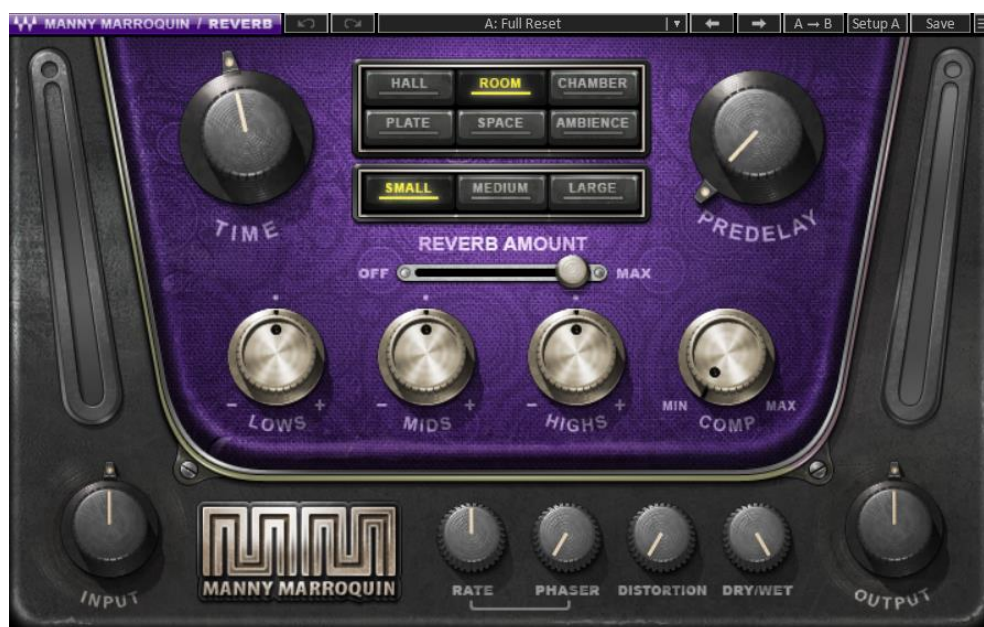 MANNY MARROQUIN / REVERB
A: Full Reset
A → B
Setup A
Save
HALL
ROOM
CHAMBER
PLATE
SPACE
AMBIENCE
SMALL
MEDIUM
LARGE
TIME
PREDELAY
REVERB AMOUNT
OFF
MAX
- +
LOWS
- +
MIDS
- +
HIGHS
MIN
MAX
COMP
INPUT
MANNY MARROQUIN
RATE
PHASER
DISTORTION
DRY/WET
OUTPUT